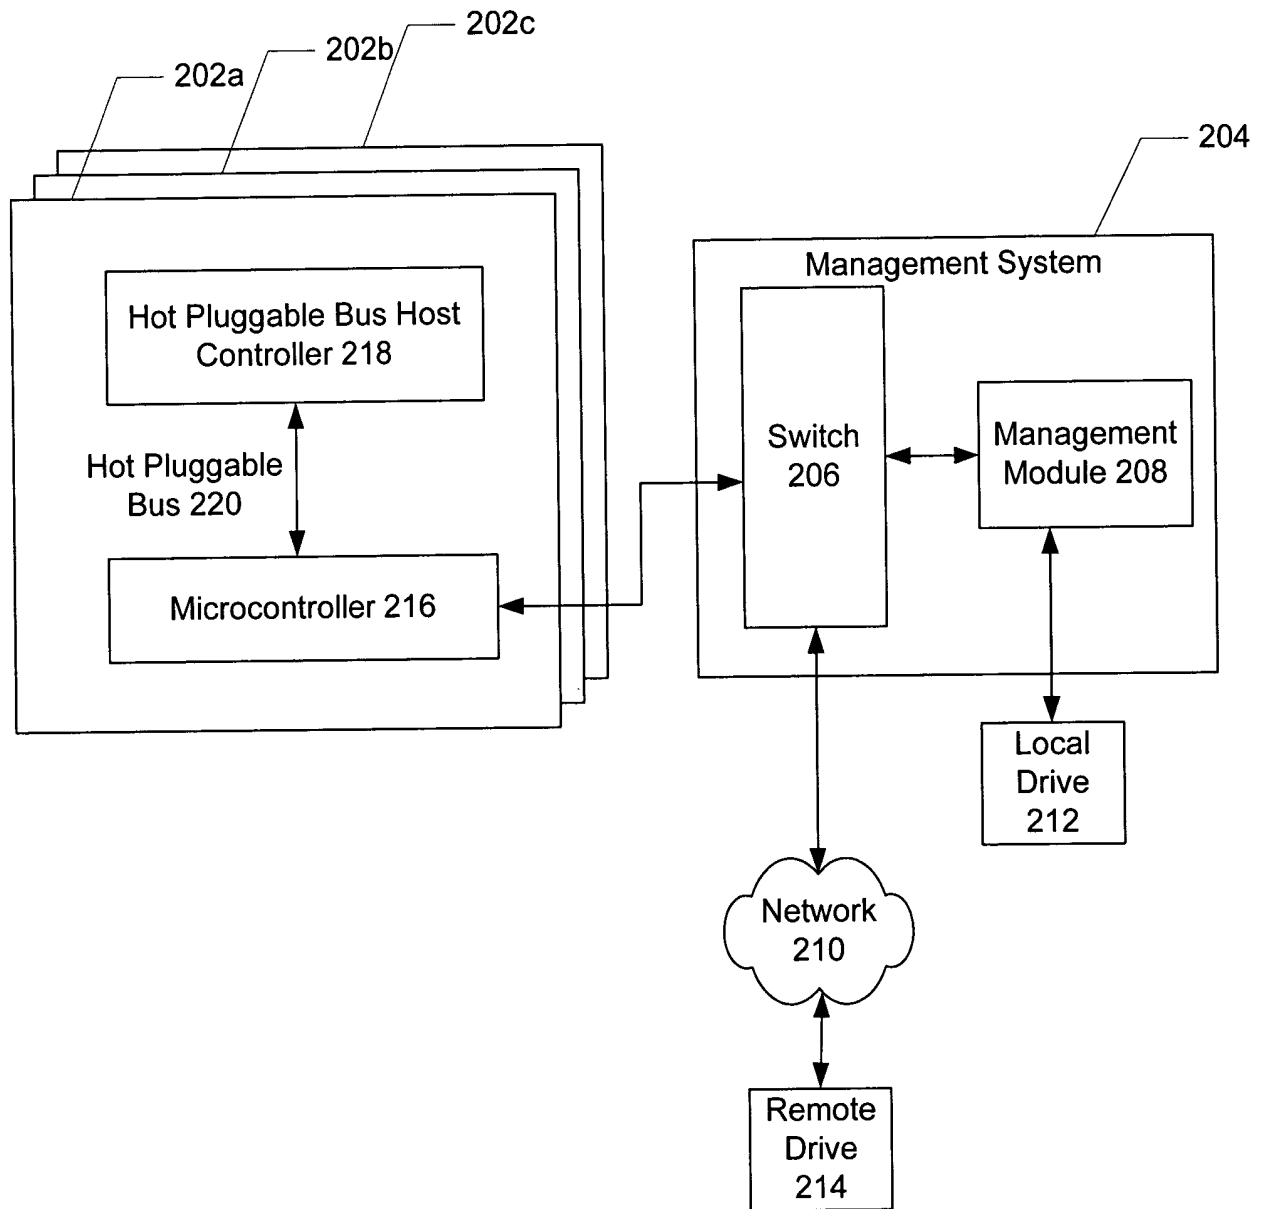 202c
202b
202a
204
Management System
Hot Pluggable Bus Host
Controller 218
Hot Pluggable
Bus 220
Microcontroller 216
Switch
206
Management
Module 208
Local
Drive
212
Network
210
Remote
Drive
214